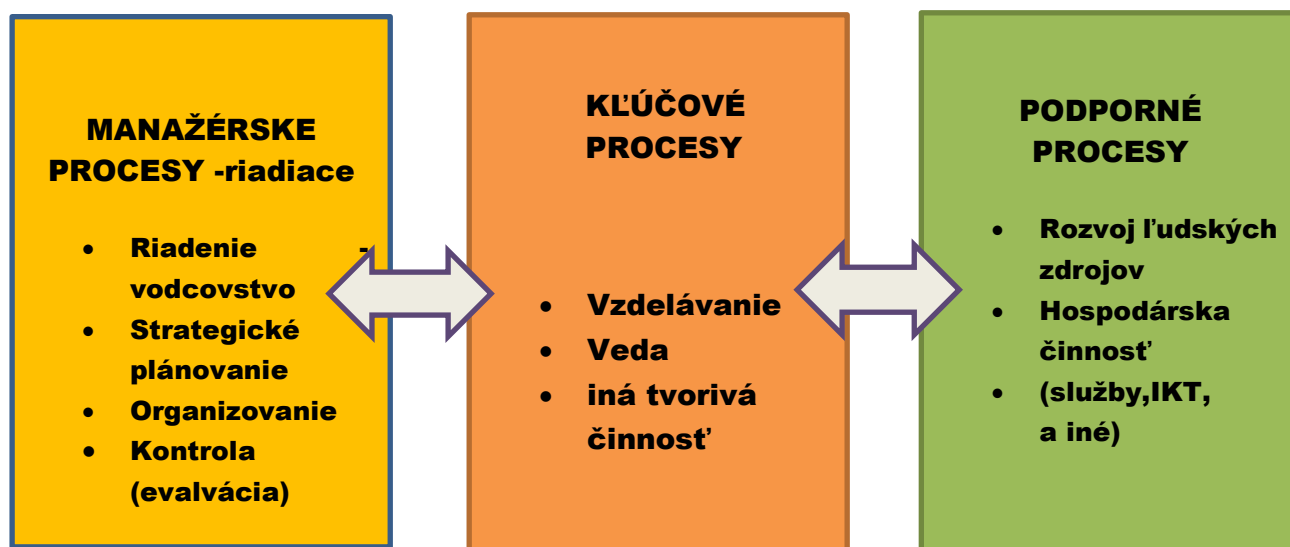 MANAŽÉRSKE
PROCESY -riadiace
• Riadenie -
vodcovstvo
• Strategické
plánovanie
• Organizovanie
• Kontrola
(evalvácia)
KĽÚČOVÉ
PROCESY
• Vzdelávanie
• Veda
• iná tvorivá
činnosť
PODPORNÉ
PROCESY
• Rozvoj ľudských
zdrojov
• Hospodárska
činnosť
• (služby,IKT,
a iné)